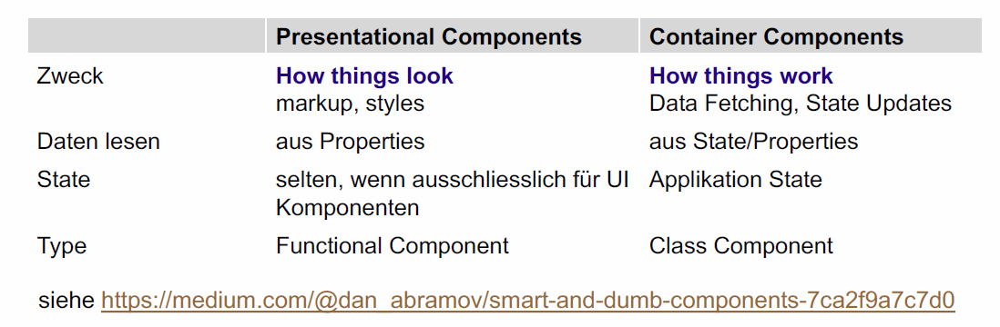 Presentational Components Container Components
Zweck How things look How things work
markup, styles Data Fetching, State Updates
Daten lesen aus Properties aus State/Properties
State selten, wenn ausschliesslich für UI Applikation State
Komponenten
Type Functional Component Class Component
siehe https://medium.com/@dan_abramov/smart-and-dumb-components-7ca2f9a7c7d0